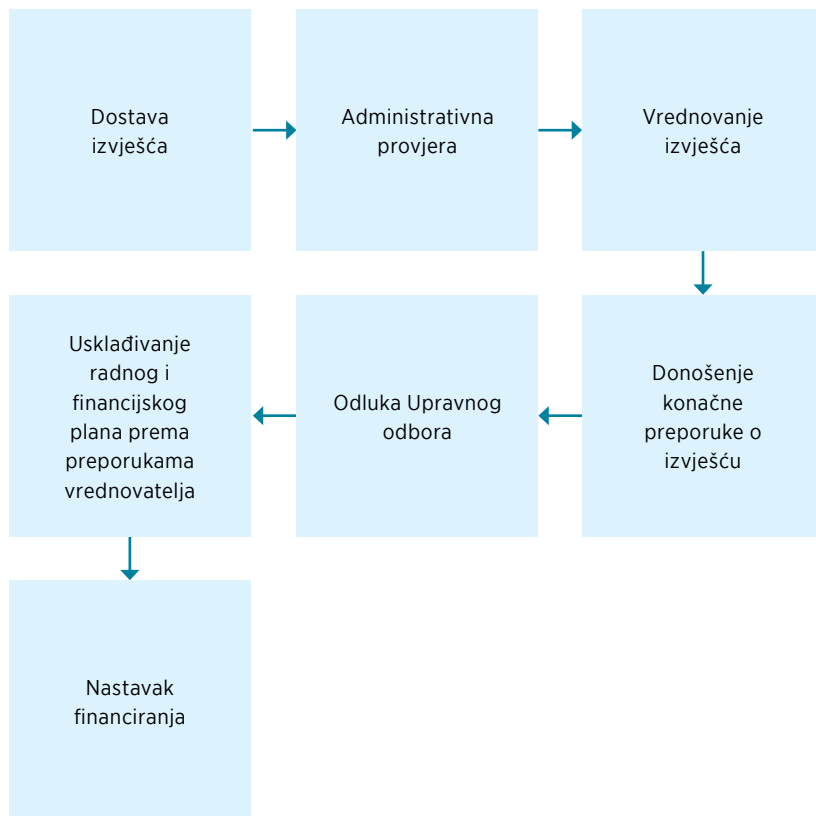 Dostava
izvješća
Administrativna
provjera
Vrednovanje
izvješća
Donošenje
konačne
preporuke o
izvješću
Odluka Upravnog
odbora
Usklađivanje
radnog i
financijskog
plana prema
preporukama
vrednovatelja
Nastavak
financiranja